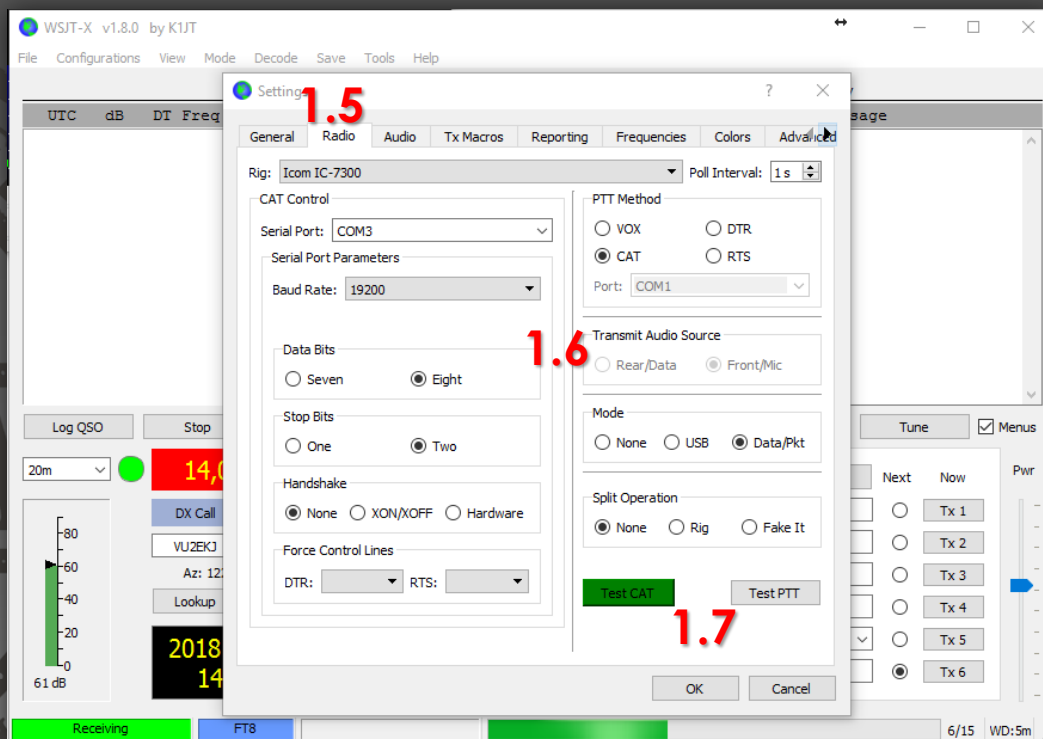 WSJT-X v1.8.0 by K1JT
File Configurations View Mode Decode Save Tools Help
Settings
? 
1.5
UTC dB DT Freq
sage
General Radio Audio Tx Macros Reporting Frequencies Colors Advanced
Rig: Icom IC-7300 Poll Interval: 1 s
CAT Control
PTT Method
Serial Port: COM3
VOX DTR
Serial Port Parameters
CAT RTS
Baud Rate: 19200
Port: COM1
1.6
Transmit Audio Source
Data Bits
Rear/Data Front/Mic
Seven Eight
Stop Bits
Mode
One Two
None USB Data/Pkt
Handshake
Split Operation
None XON/XOFF Hardware
None Rig Fake It
Force Control Lines
DTR: RTS:
Test CAT Test PTT
1.7
OK Cancel
Log QSO Stop
Tune Menus
20m
14,0
Next Now
Pwr
DX Call
Tx 1
-80
VU2EKJ
Tx 2
-60
Az: 12
Tx 3
-40
Lookup
Tx 4
-20
2018
Tx 5
-0
14
Tx 6
61 dB
Receiving FT8
6/15 WD:5m